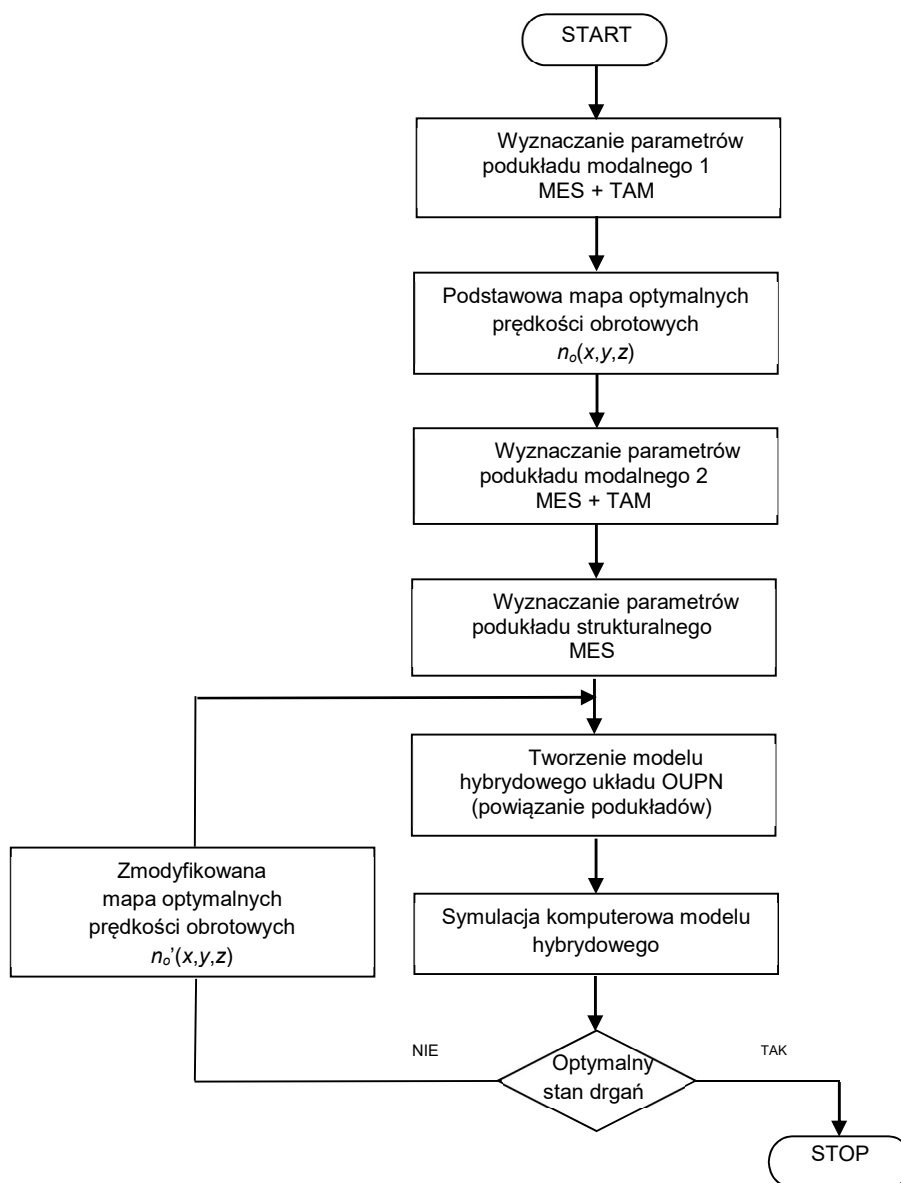 START
Wyznaczanie parametrów
podukładu modalnego 1
MES + TAM
Podstawowa mapa optymalnych
prędkości obrotowych
nₒ(x,y,z)
Wyznaczanie parametrów
podukładu modalnego 2
MES + TAM
Wyznaczanie parametrów
podukładu strukturalnego
MES
Tworzenie modelu
hybrydowego układu OUPN
(powiązanie podukładów)
Zmodyfikowana
mapa optymalnych
prędkości obrotowych
nₒ’(x,y,z)
Symulacja komputerowa modelu
hybrydowego
NIE
Optymalny
stan drgań
TAK
STOP